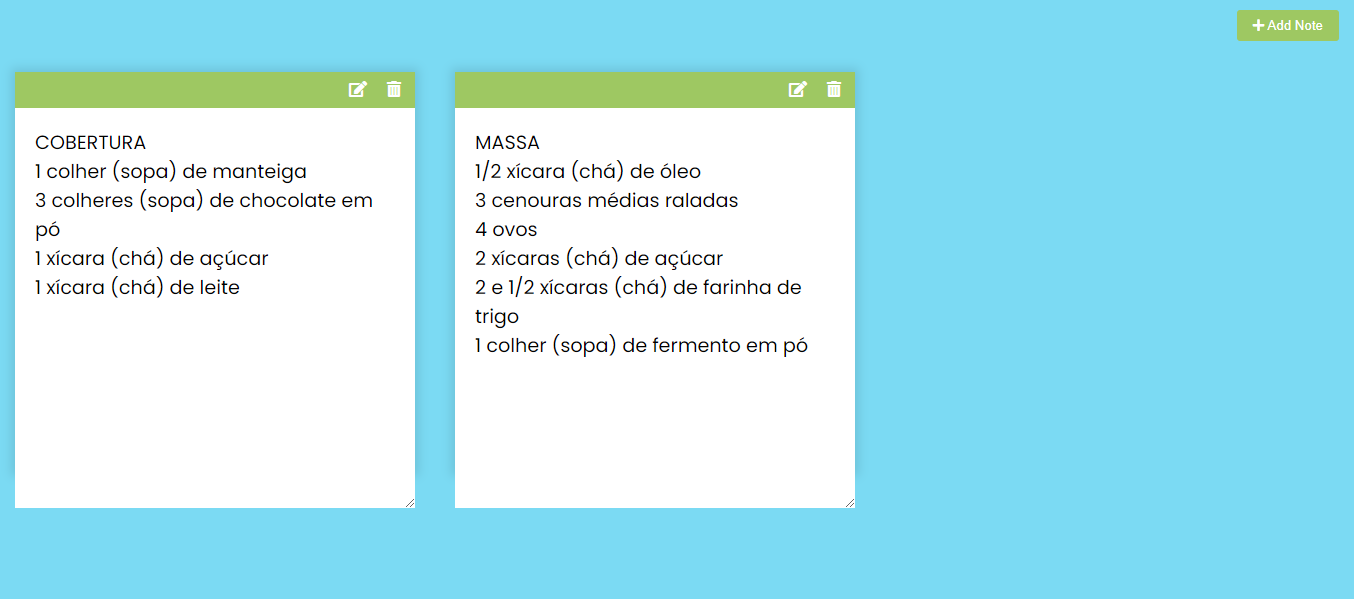 Add Note
COBERTURA
1 colher (sopa) de manteiga
3 colheres (sopa) de chocolate em
pó
1 xícara (chá) de açúcar
1 xícara (chá) de leite
MASSA
1/2 xícara (chá) de óleo
3 cenouras médias raladas
4 ovos
2 xícaras (chá) de açúcar
2 e 1/2 xícaras (chá) de farinha de
trigo
1 colher (sopa) de fermento em pó